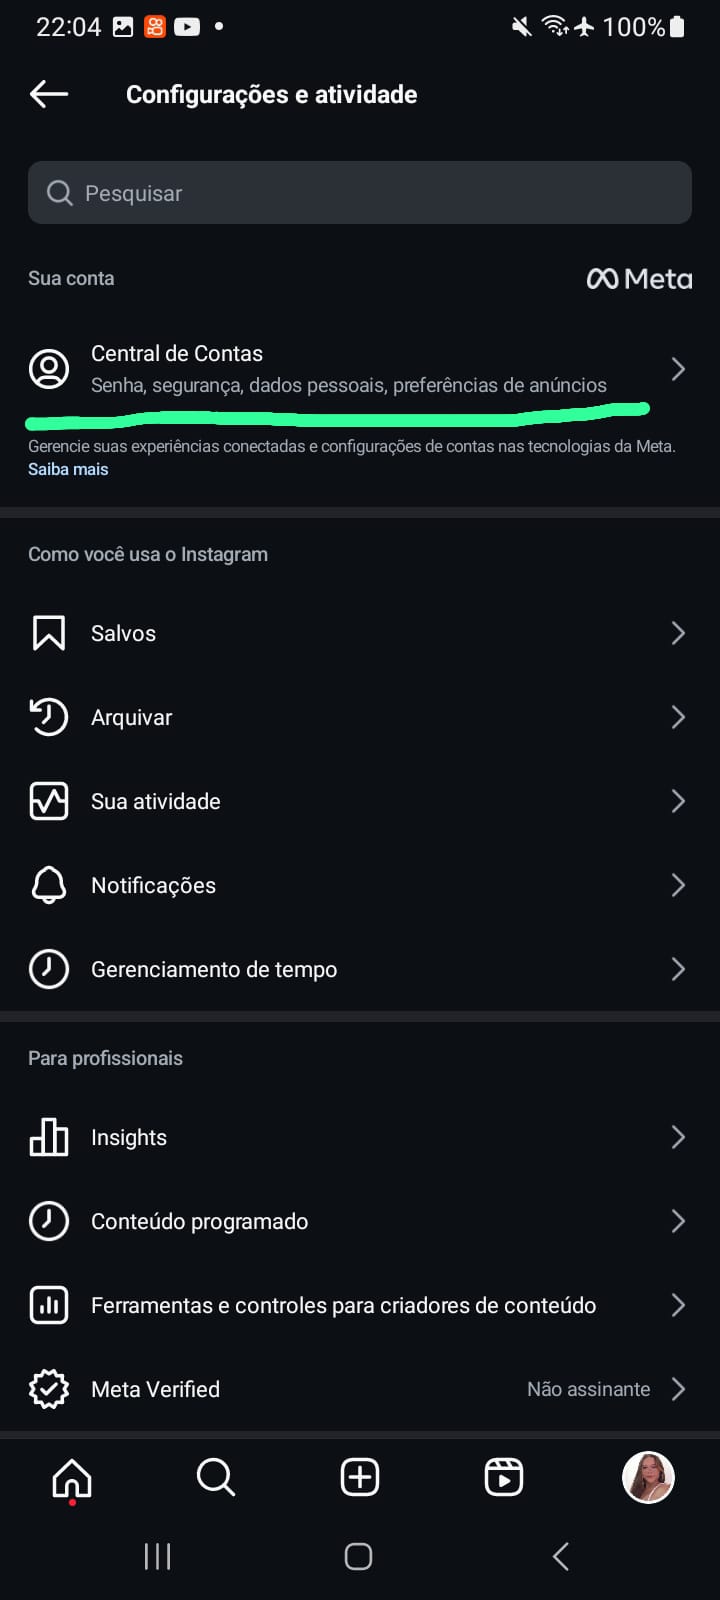 22:04 100%
Configurações e atividade
Pesquisar
Sua conta Meta
Central de Contas
Senha, segurança, dados pessoais, preferências de anúncios
Gerencie suas experiências conectadas e configurações de contas nas tecnologias da Meta.
Saiba mais
Como você usa o Instagram
Salvos
Arquivar
Sua atividade
Notificações
Gerenciamento de tempo
Para profissionais
Insights
Conteúdo programado
Ferramentas e controles para criadores de conteúdo
Meta Verified Não assinante